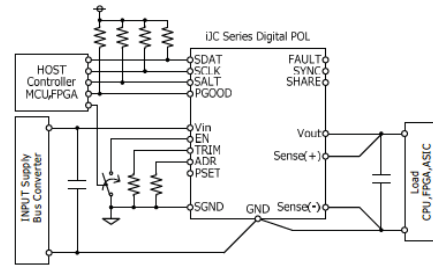 iJC Series Digital POL
HOST
Controller
MCU,FPGA
SDAT
SCLK
SALT
PGOOD
FAULT
SYNC
SHARE
INPUT Supply
Bus Converter
Vin
EN
TRIM
ADR
PSET
SGND
Vout
Sense(+)
GND
Sense(-)
Load
CPU,FPGA,ASIC